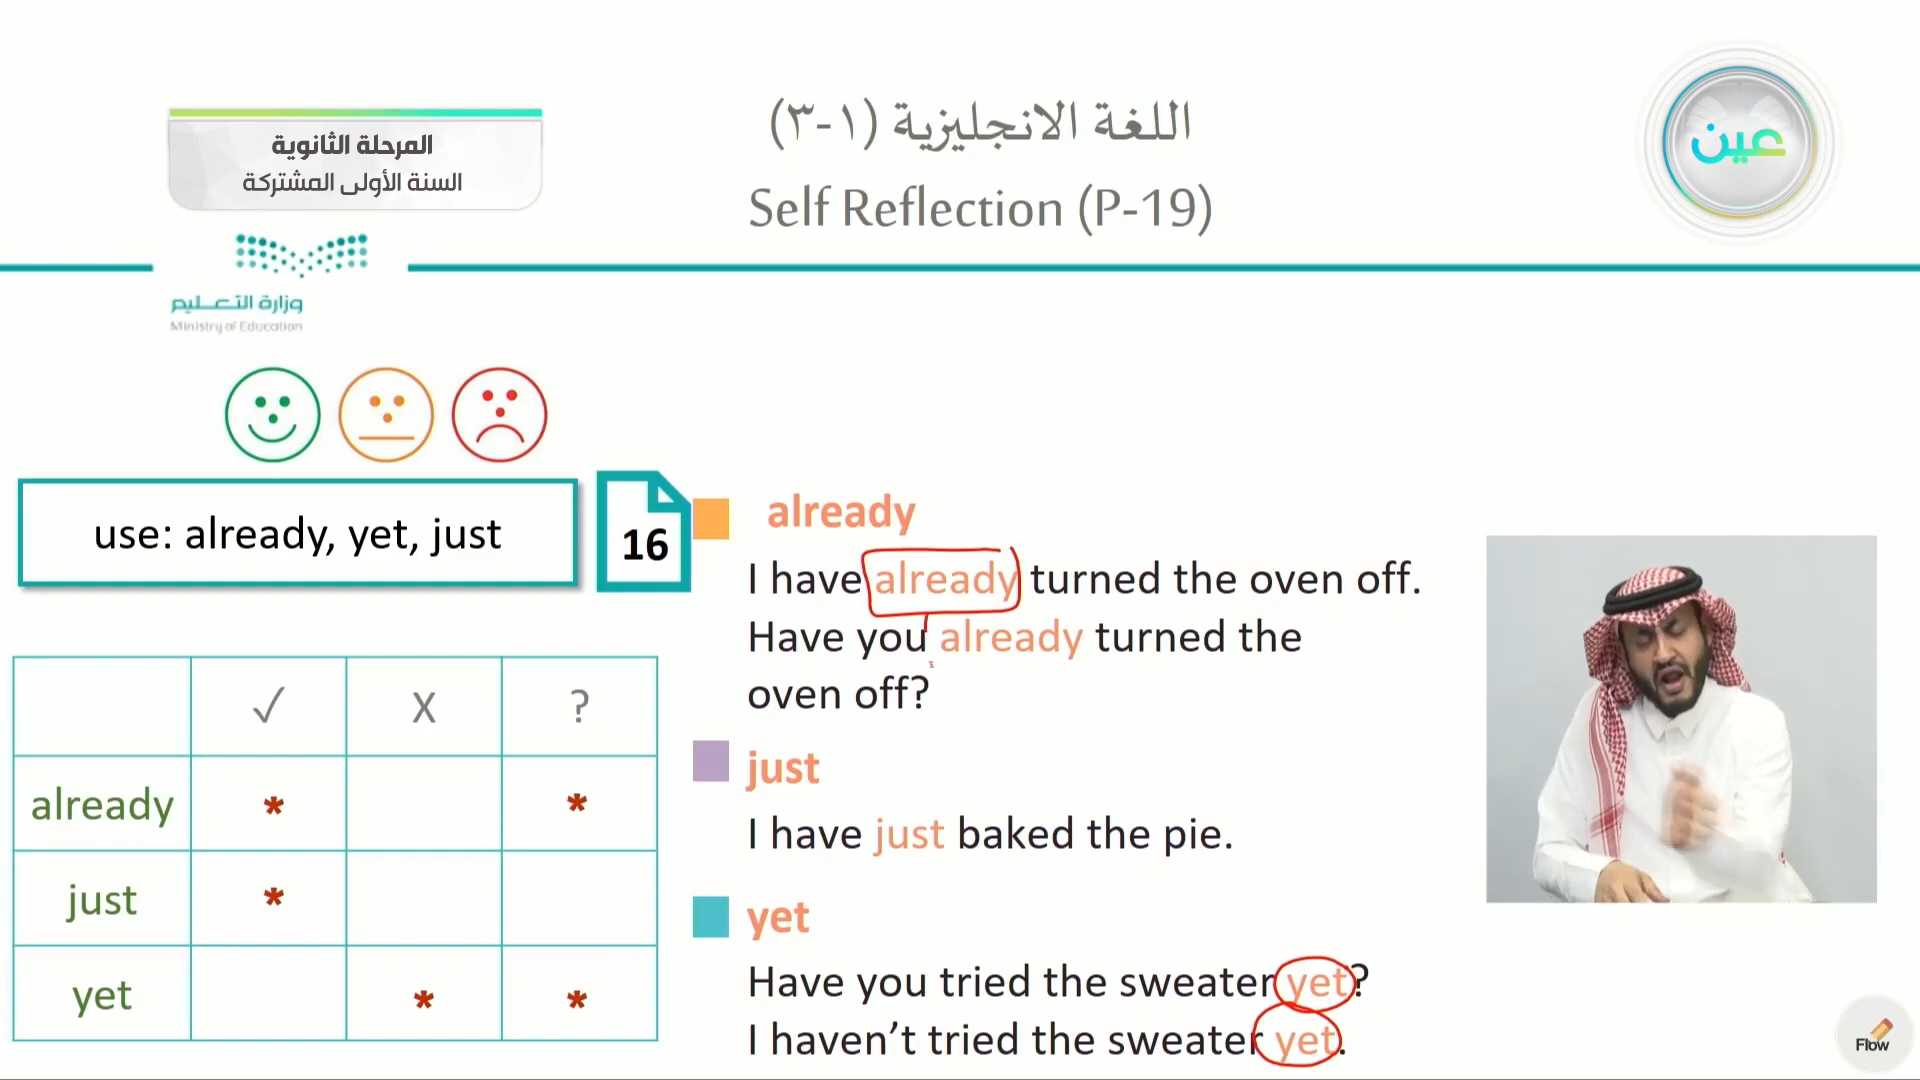 المرحلة الثانوية
السنة الأولى المشتركة
اللغة الانجليزية (١-٣)
Self Reflection (P-19)
عين
وزارة التعليم
Ministry of Education
use: already, yet, just
16
✓ X ?
already * *
just *
yet * *
already
I have already turned the oven off.
Have you already turned the
oven off?
just
I have just baked the pie.
yet
Have you tried the sweater yet?
I haven’t tried the sweater yet.
Flow